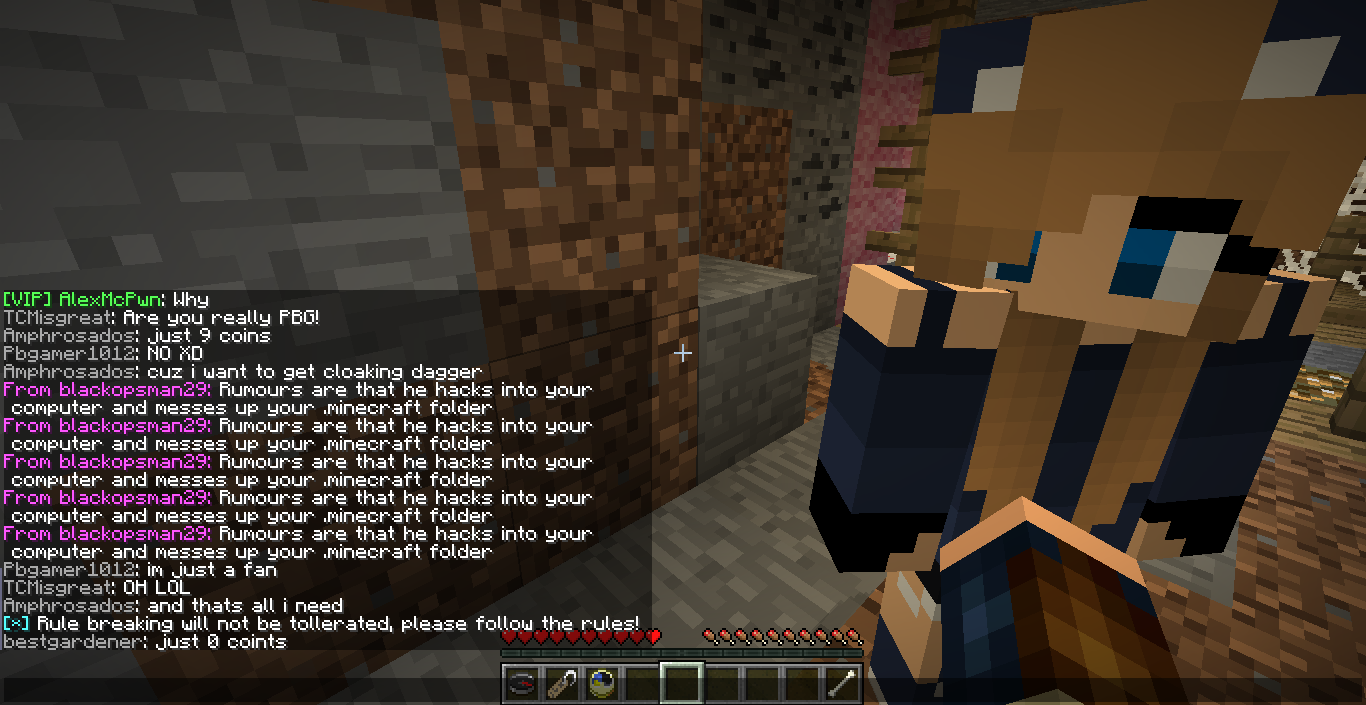 [VIP] AlexMcPwn: Why
TCMisgreat: Are you really PBG!
Amphrosados: just 9 coins
Pbgamer1012: NO XD
Amphrosados: cuz i want to get cloaking dagger
From blackopsman29: Rumours are that he hacks into your
computer and messes up your .minecraft folder
From blackopsman29: Rumours are that he hacks into your
computer and messes up your .minecraft folder
From blackopsman29: Rumours are that he hacks into your
computer and messes up your .minecraft folder
From blackopsman29: Rumours are that he hacks into your
computer and messes up your .minecraft folder
From blackopsman29: Rumours are that he hacks into your
computer and messes up your .minecraft folder
Pbgamer1012: im just a fan
TCMisgreat: OH LOL
Amphrosados: and thats all i need
[×] Rule breaking will not be tollerated, please follow the rules!
bestgardener: just 0 coints